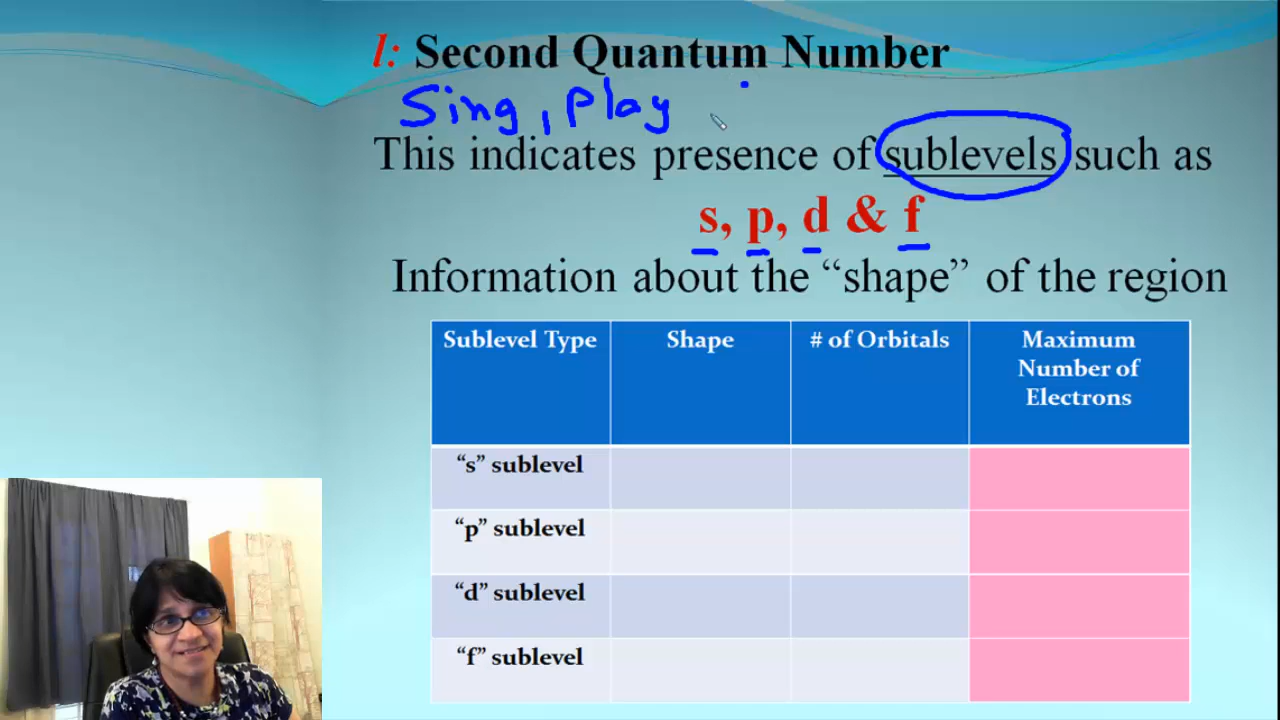 l: Second Quantum Number
Sing, Play
This indicates presence of sublevels such as
s, p, d & f
Information about the “shape” of the region
Sublevel Type Shape # of Orbitals Maximum Number of Electrons
“s” sublevel
“p” sublevel
“d” sublevel
“f” sublevel